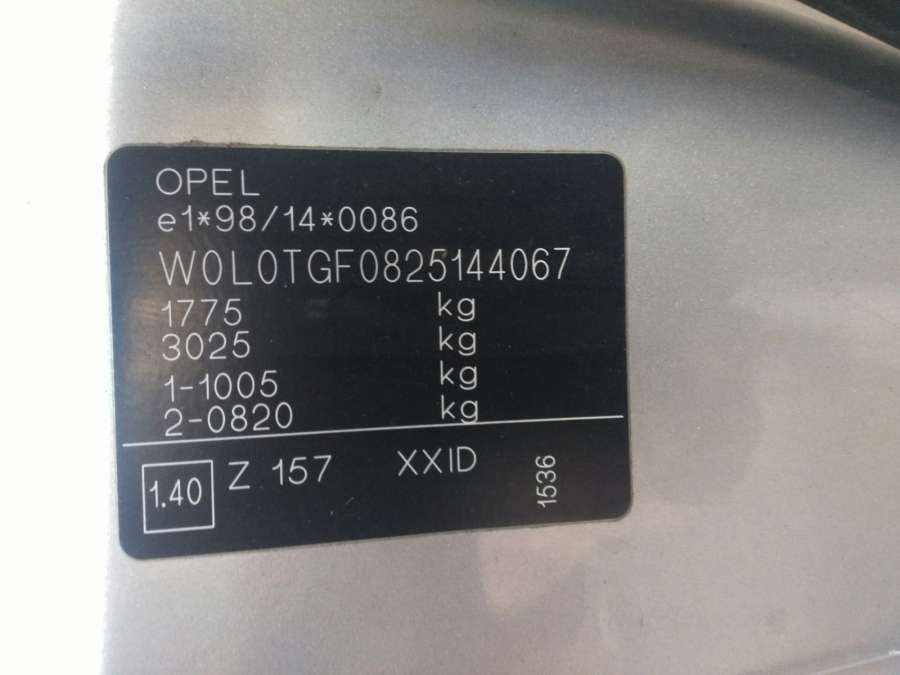 OPEL
e1*98/14*0086
W0L0TGF0825144067
1775 kg
3025 kg
1-1005 kg
2-0820 kg
1.40 Z 157 XXID 1536